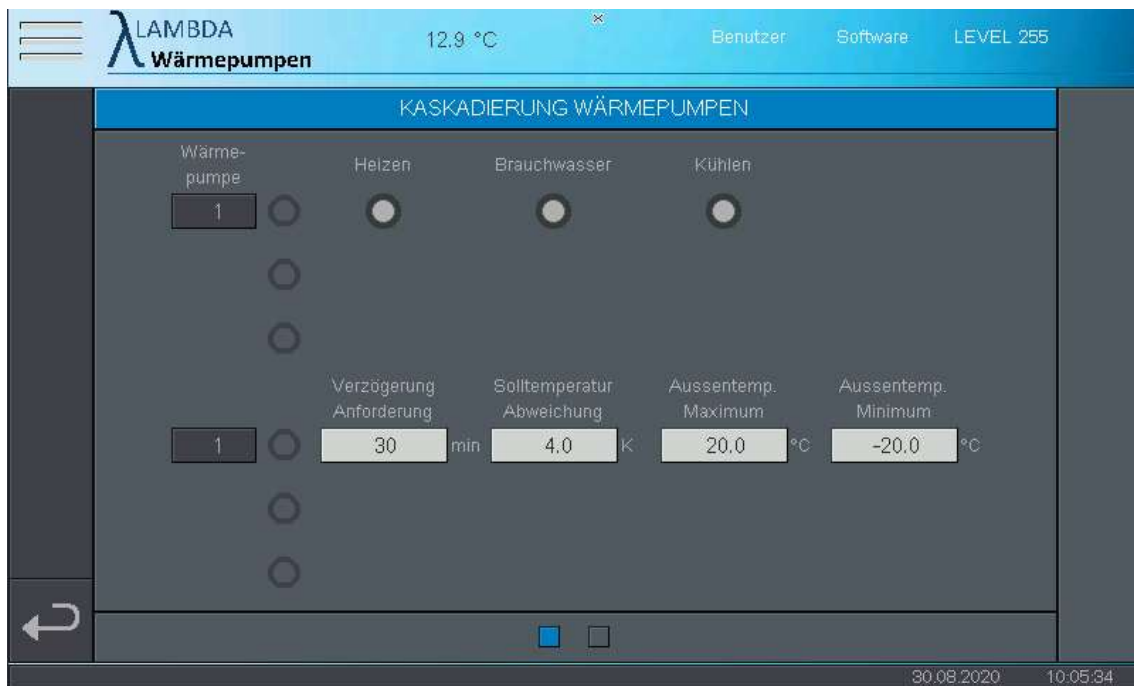 LAMBDA
Wärmepumpen
12.9 °C
Benutzer
Software
LEVEL 255
KASKADIERUNG WÄRMEPUMPEN
Wärme-
pumpe
Heizen
Brauchwasser
Kühlen
1
Verzögerung
Anforderung
Solltemperatur
Abweichung
Aussentemp.
Maximum
Aussentemp.
Minimum
1
30 min
4.0 K
20.0 °C
-20.0 °C
30.08.2020 10:05:34